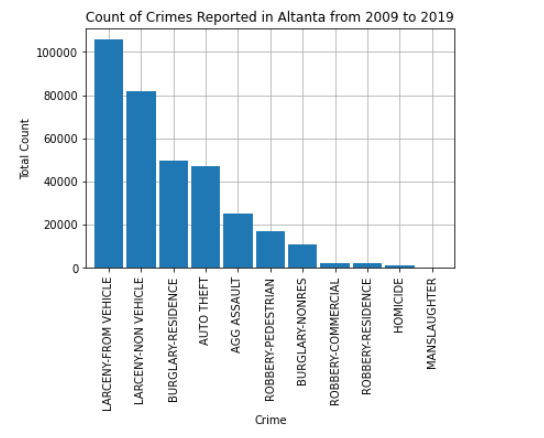 Count of Crimes Reported in Altanta from 2009 to 2019
100000
80000
60000
40000
20000
0
Total Count
LARCENY-FROM VEHICLE
LARCENY-NON VEHICLE
BURGLARY-RESIDENCE
AUTO THEFT
AGG ASSAULT
ROBBERY-PEDESTRIAN
BURGLARY-NONRES
ROBBERY-COMMERCIAL
ROBBERY-RESIDENCE
HOMICIDE
MANSLAUGHTER
Crime